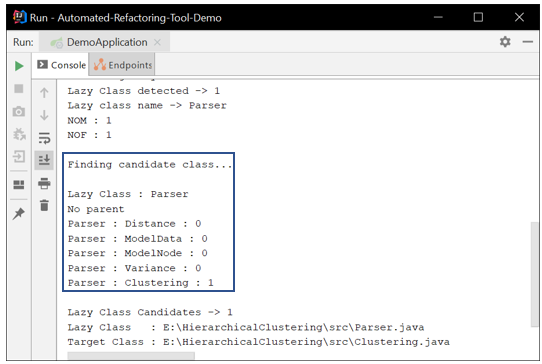 Run - Automated-Refactoring-Tool-Demo
Run: DemoApplication
Console Endpoints
Lazy Class detected -> 1
Lazy class name -> Parser
NOM : 1
NOF : 1
Finding candidate class...
Lazy Class : Parser
No parent
Parser : Distance : 0
Parser : ModelData : 0
Parser : ModelNode : 0
Parser : Variance : 0
Parser : Clustering : 1
Lazy Class Candidates -> 1
Lazy Class : E:\HierarchicalClustering\src\Parser.java
Target Class : E:\HierarchicalClustering\src\Clustering.java